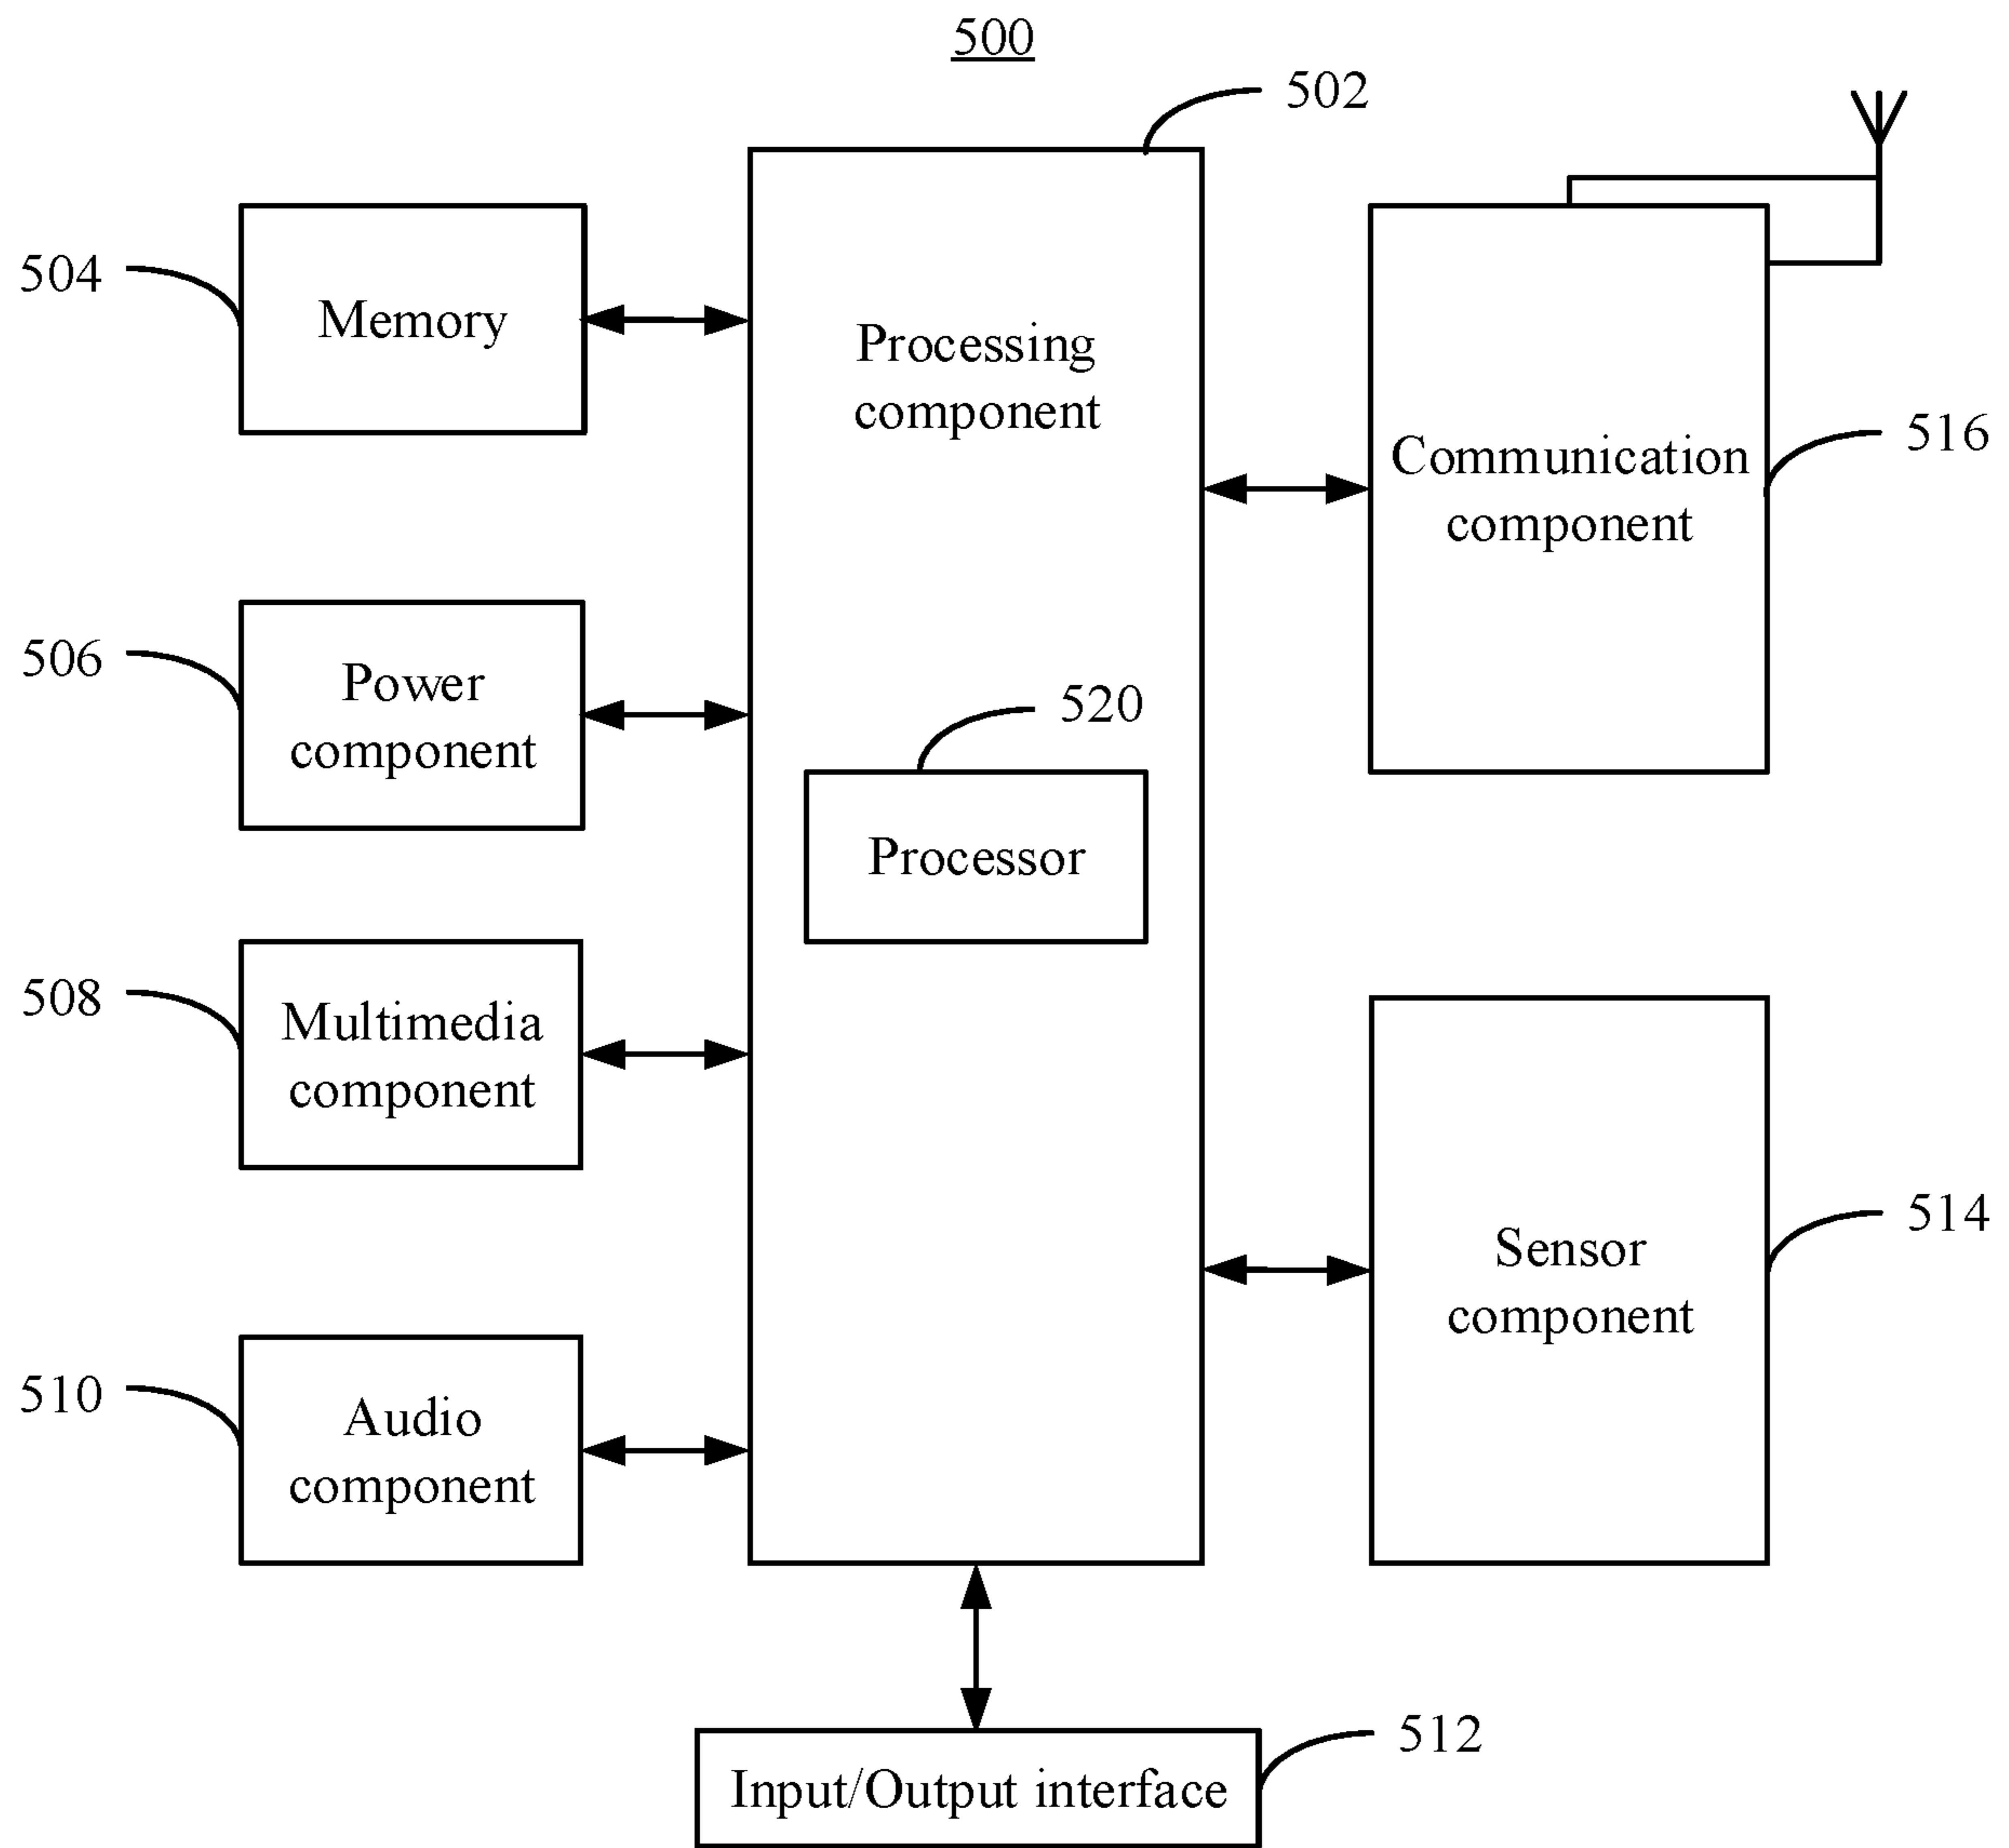 500
502
504
Memory
Processing
component
Communication
component
516
506
Power
component
520
Processor
508
Multimedia
component
Sensor
component
514
510
Audio
component
512
Input/Output interface